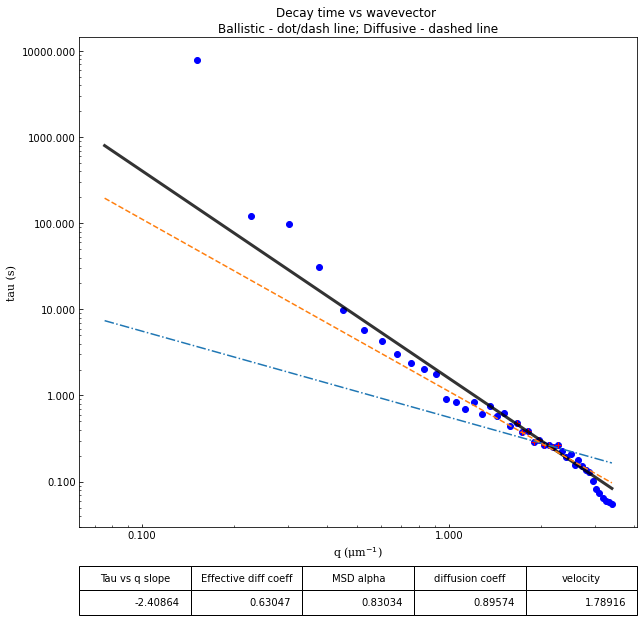 Decay time vs wavevector
Ballistic - dot/dash line; Diffusive - dashed line
10000.000
1000.000
100.000
10.000
1.000
0.100
tau (s)
0.100 1.000
q (μm⁻¹)
Tau vs q slope Effective diff coeff MSD alpha diffusion coeff velocity
-2.40864 0.63047 0.83034 0.89574 1.78916